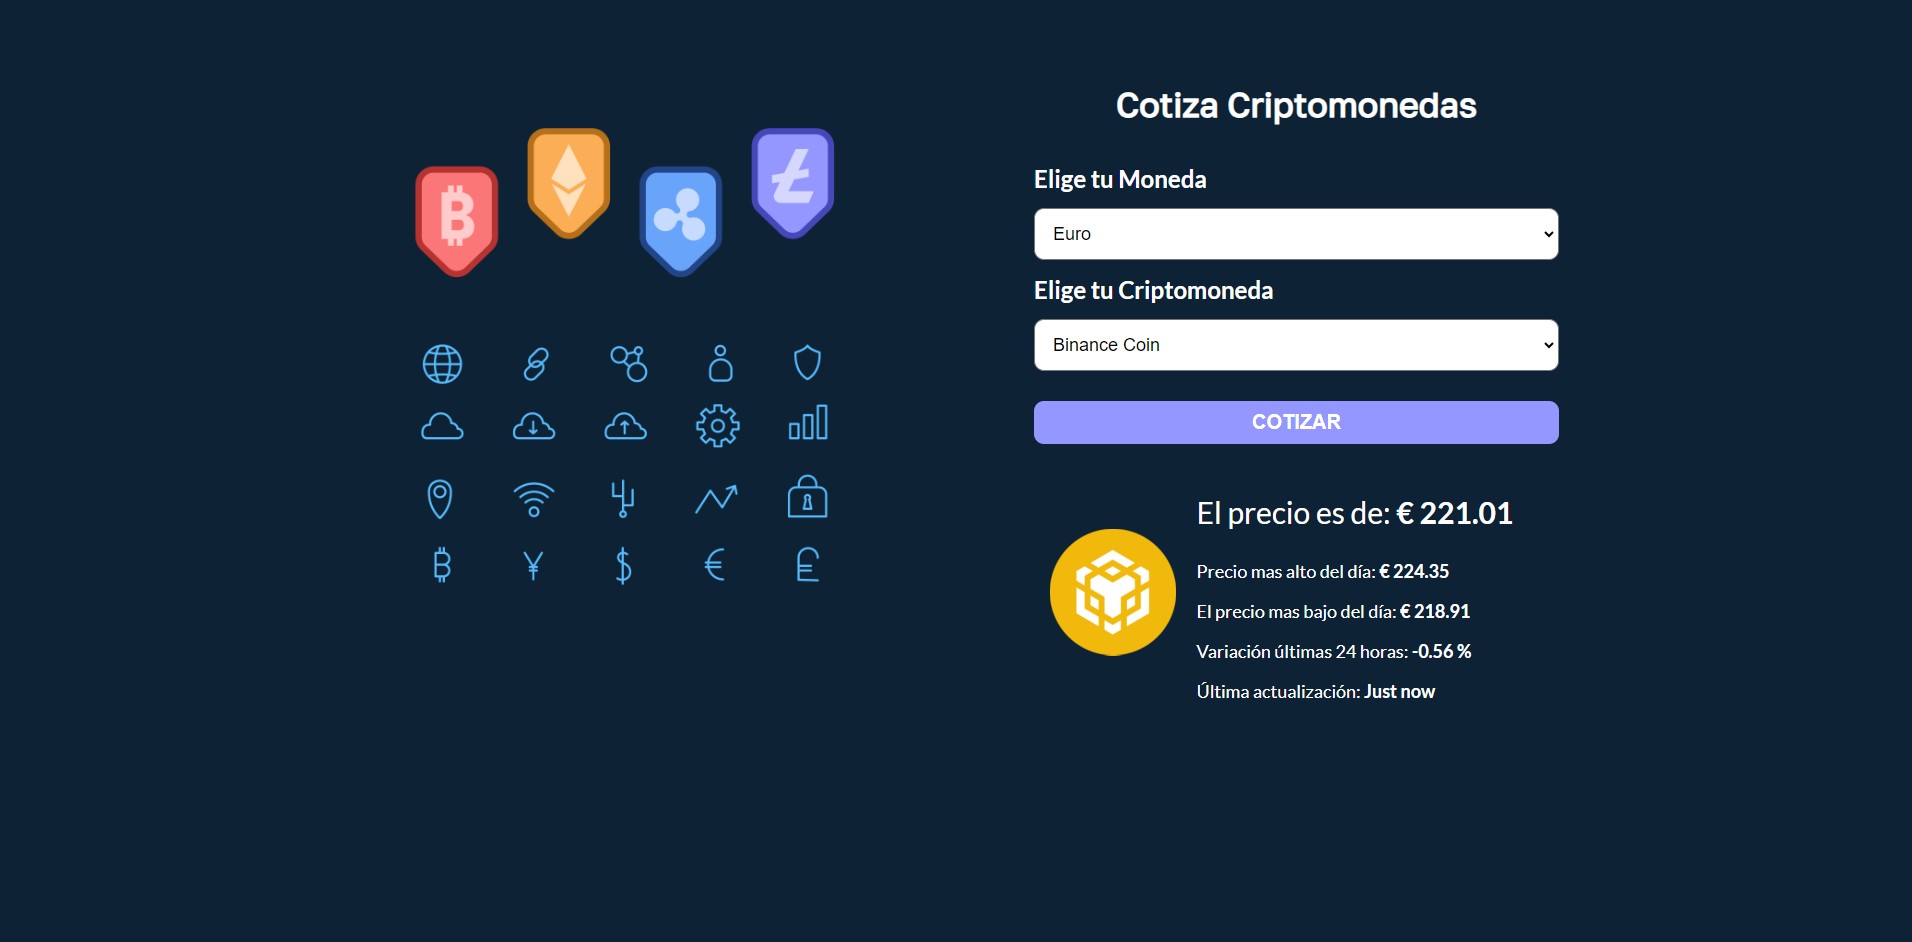 Cotiza Criptomonedas
Elige tu Moneda
Euro
Elige tu Criptomoneda
Binance Coin
COTIZAR
El precio es de: € 221.01
Precio mas alto del día: € 224.35
El precio mas bajo del día: € 218.91
Variación últimas 24 horas: -0.56 %
Última actualización: Just now